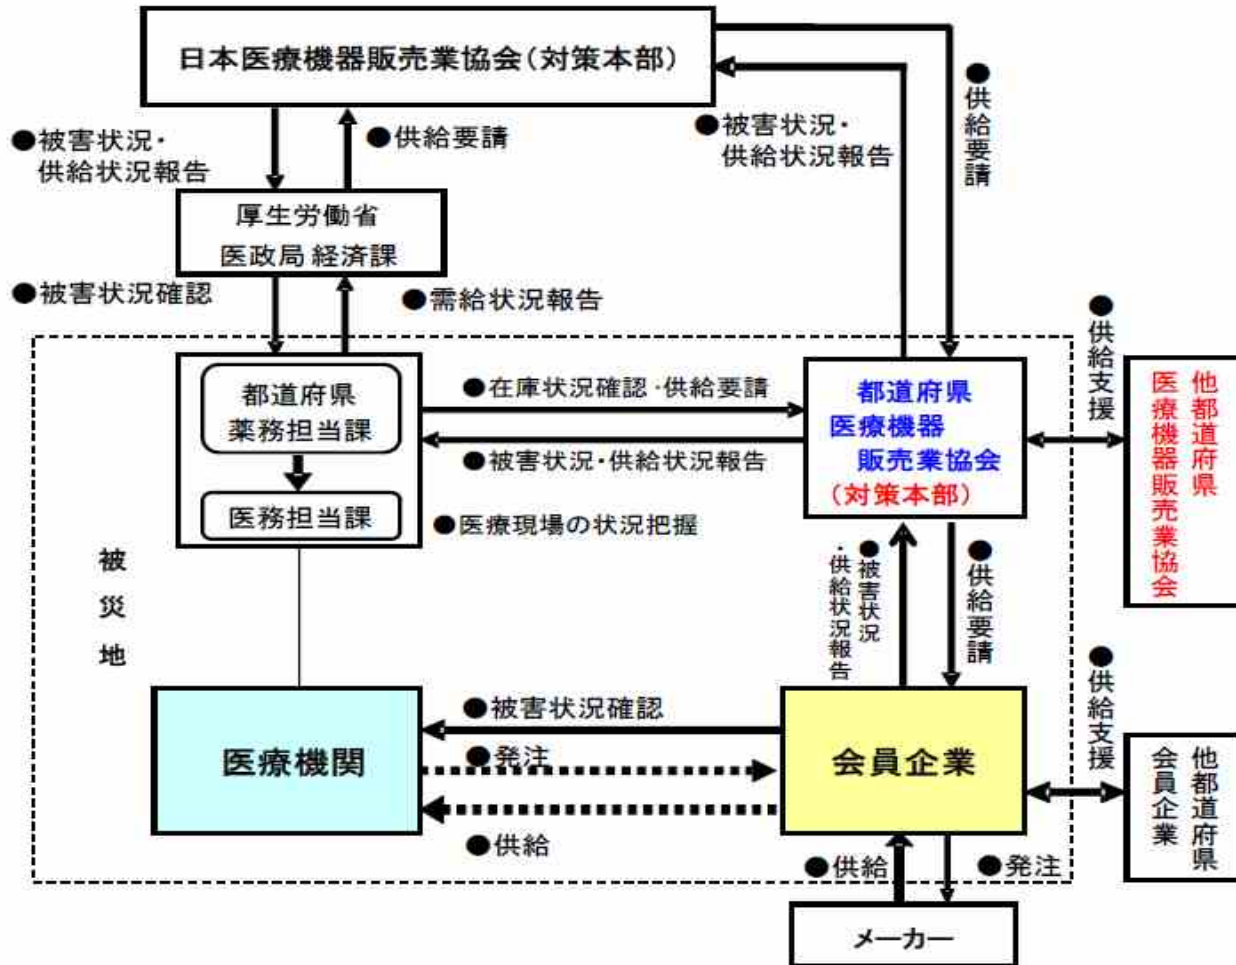 日本医療機器販売業協会(対策本部)
●被害状況・
供給状況報告
●供給要請
●被害状況・
供給状況報告
●供給要請
厚生労働省
医政局 経済課
●被害状況確認
●需給状況報告
都道府県
薬務担当課
医務担当課
●在庫状況確認・供給要請
●被害状況・供給状況報告
●医療現場の状況把握
都道府県
医療機器
販売業協会
(対策本部)
●供給支援
他都道府県
医療機器販売業協会
被災地
●被害状況
・供給状況報告
●供給要請
医療機関
●被害状況確認
●発注
●供給
会員企業
●供給支援
他都道府県
会員企業
●供給
●発注
メーカー